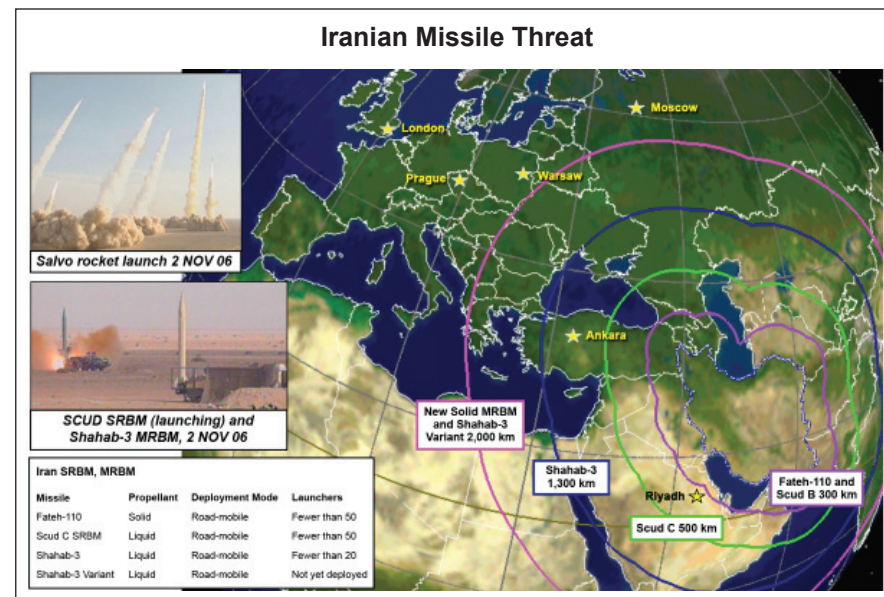 Iranian Missile Threat
Salvo rocket launch 2 NOV 06
SCUD SRBM (launching) and
Shahab-3 MRBM, 2 NOV 06
Iran SRBM, MRBM
Missile Propellant Deployment Mode Launchers
Fateh-110 Solid Road-mobile Fewer than 50
Scud C SRBM Liquid Road-mobile Fewer than 50
Shahab-3 Liquid Road-mobile Fewer than 20
Shahab-3 Variant Liquid Road-mobile Not yet deployed
Moscow
London
Prague
Warsaw
Ankara
New Solid MRBM
and Shahab-3
Variant 2,000 km
Shahab-3
1,300 km
Riyadh
Fateh-110 and
Scud B 300 km
Scud C 500 km